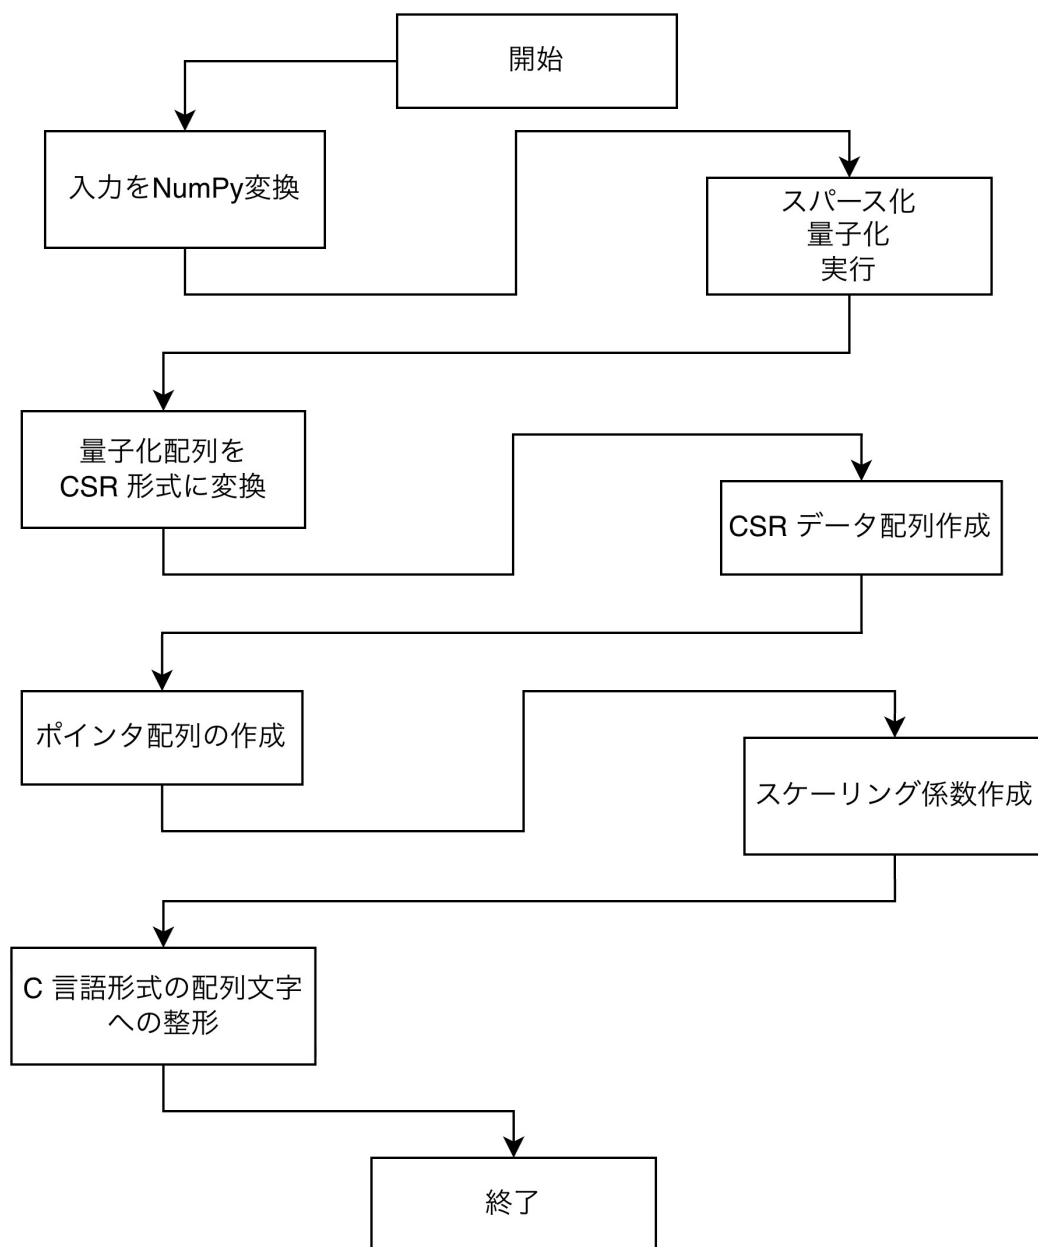 開始
入力をNumPy変換
スパース化
量子化
実行
量子化配列を
CSR 形式に変換
CSR データ配列作成
ポインタ配列の作成
スケーリング係数作成
C 言語形式の配列文字
への整形
終了